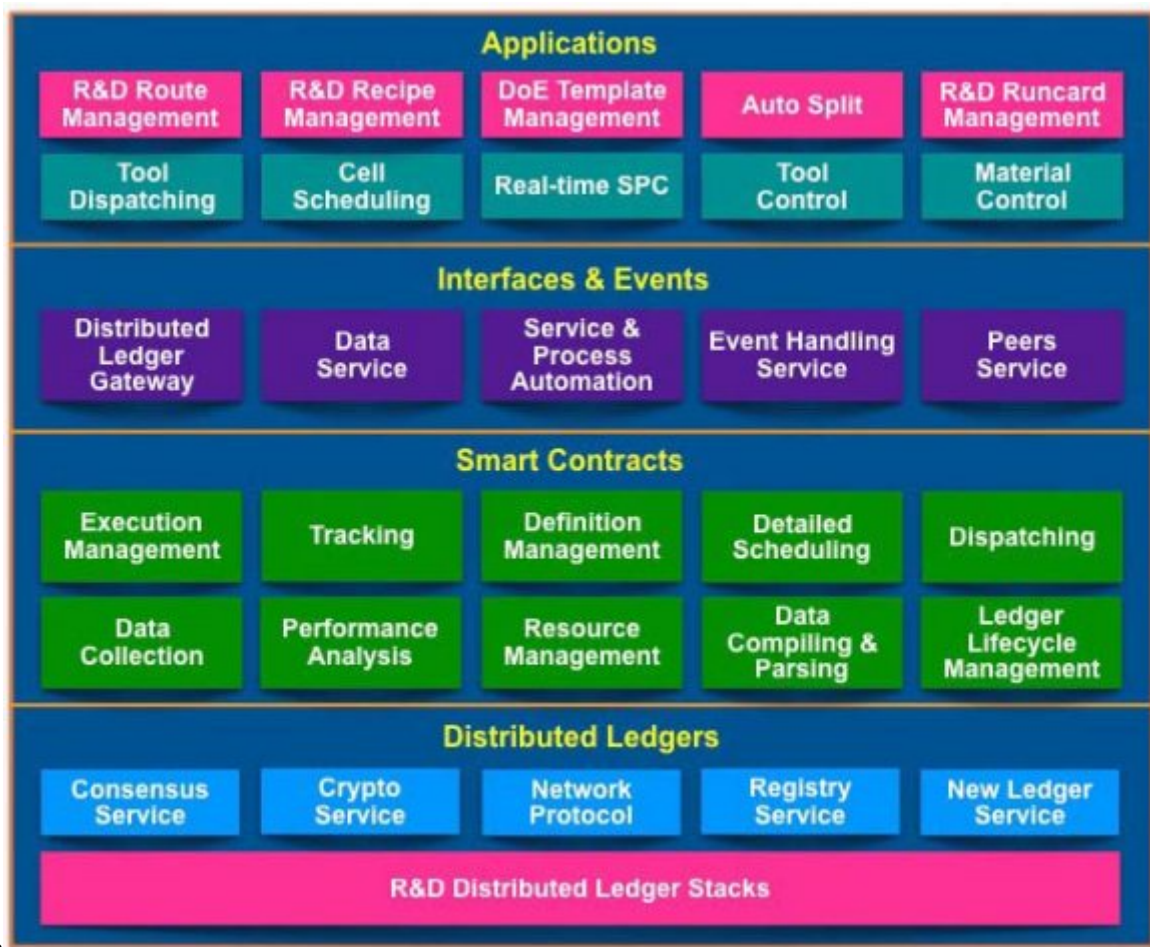 Applications
R&D Route
Management
R&D Recipe
Management
DoE Template
Management
Auto Split
R&D Runcard
Management
Tool
Dispatching
Cell
Scheduling
Real-time SPC
Tool
Control
Material
Control
Interfaces & Events
Distributed
Ledger
Gateway
Data
Service
Service &
Process
Automation
Event Handling
Service
Peers
Service
Smart Contracts
Execution
Management
Tracking
Definition
Management
Detailed
Scheduling
Dispatching
Data
Collection
Performance
Analysis
Resource
Management
Data
Compiling &
Parsing
Ledger
Lifecycle
Management
Distributed Ledgers
Consensus
Service
Crypto
Service
Network
Protocol
Registry
Service
New Ledger
Service
R&D Distributed Ledger Stacks